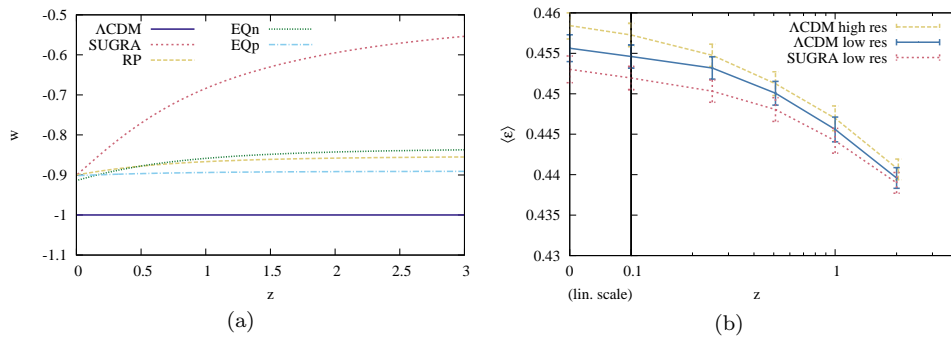 -0.5
-0.6
-0.7
-0.8
-0.9
-1
-1.1
w
ΛCDM
SUGRA
RP
EQn
EQp
0 0.5 1 1.5 2 2.5 3
z
(a)
0.46
0.455
0.45
0.445
0.44
0.435
0.43
⟨ε⟩
ΛCDM high res
ΛCDM low res
SUGRA low res
0 0.1 1
(lin. scale) z
(b)